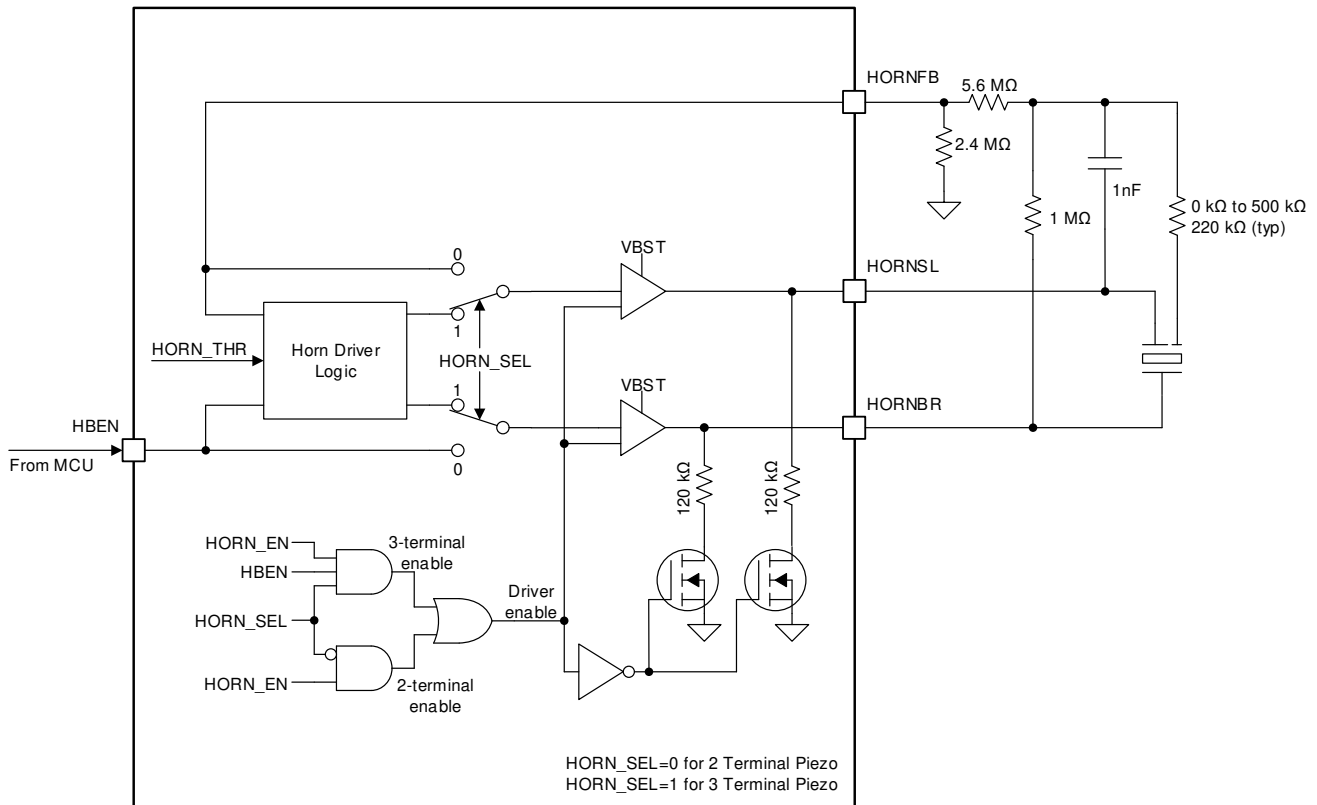 HORNFB
5.6 MΩ
2.4 MΩ
1nF
1 MΩ
0 kΩ to 500 kΩ
220 kΩ (typ)
VBST
HORNSL
0
1
HORN_THR
Horn Driver
Logic
HORN_SEL
VBST
HORNBR
1
0
HBEN
From MCU
120 kΩ
120 kΩ
HORN_EN
3-terminal
enable
HBEN
HORN_SEL
Driver
enable
HORN_EN
2-terminal
enable
HORN_SEL=0 for 2 Terminal Piezo
HORN_SEL=1 for 3 Terminal Piezo